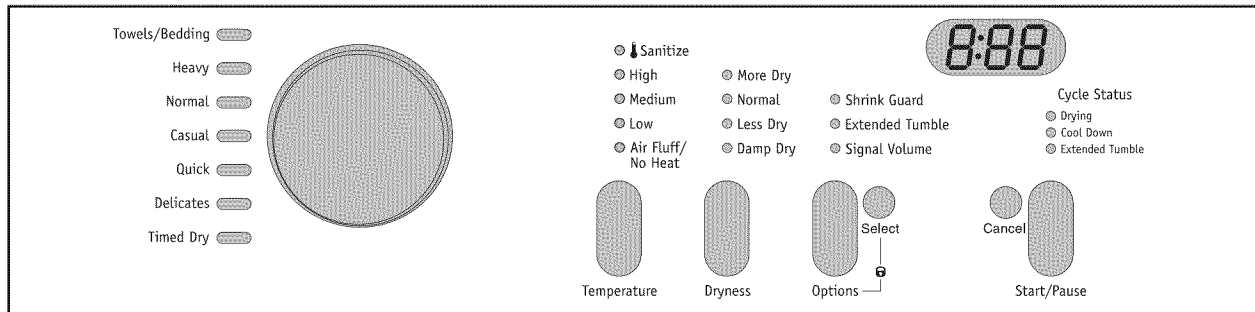 Towels/Bedding
Heavy
Normal
Casual
Quick
Delicates
Timed Dry
Sanitize
High
Medium
Low
Air Fluff/
No Heat
Temperature
More Dry
Normal
Less Dry
Damp Dry
Dryness
Shrink Guard
Extended Tumble
Signal Volume
Select
Options
8:88
Cycle Status
Drying
Cool Down
Extended Tumble
Cancel
Start/Pause